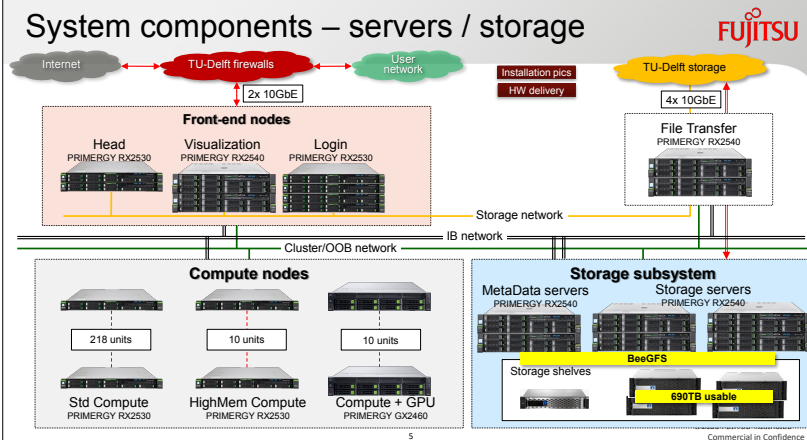 System components – servers / storage
FUJITSU
Internet
TU-Delft firewalls
User
network
Installation pics
HW delivery
TU-Delft storage
2x 10GbE
4x 10GbE
Front-end nodes
Head
PRIMERGY RX2530
Visualization
PRIMERGY RX2540
Login
PRIMERGY RX2530
File Transfer
PRIMERGY RX2540
Storage network
IB network
Cluster/OOB network
Compute nodes
218 units
10 units
10 units
Std Compute
PRIMERGY RX2530
HighMem Compute
PRIMERGY RX2530
Compute + GPU
PRIMERGY GX2460
Storage subsystem
MetaData servers
PRIMERGY RX2540
Storage servers
PRIMERGY RX2540
BeeGFS
Storage shelves
690TB usable
5
Commercial in Confidence